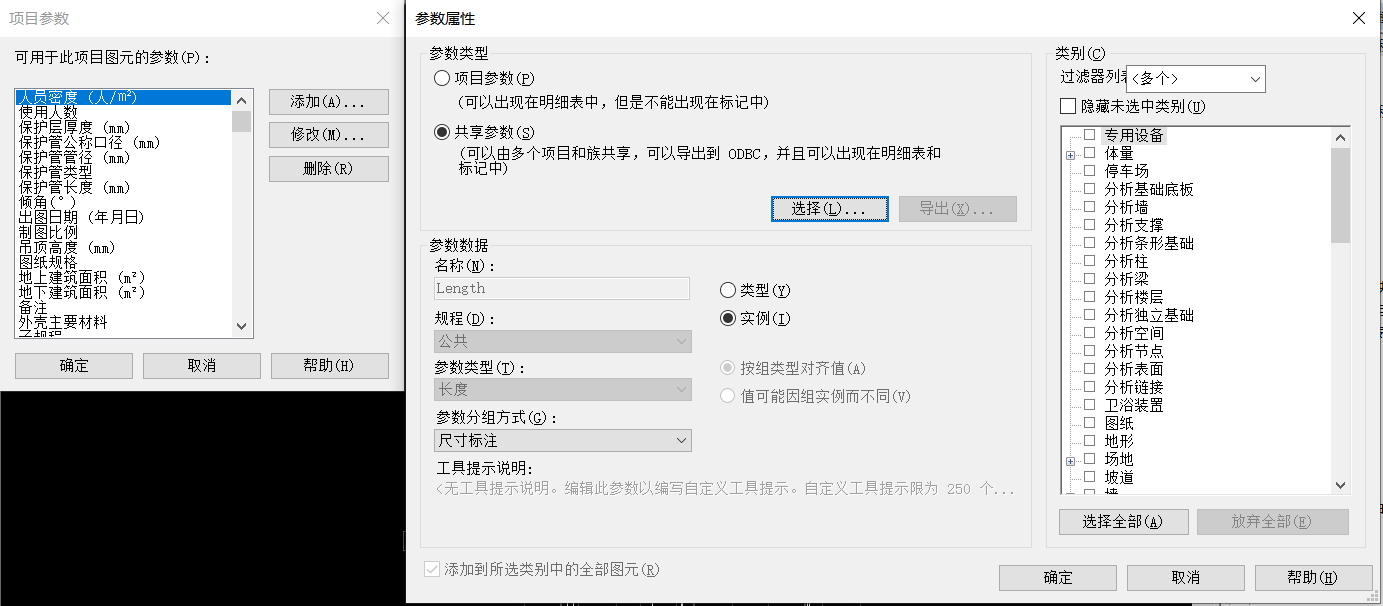 项目参数
可用于此项目图元的参数(P)：
人员密度 (人/m²)
使用人数
保护层厚度 (mm)
保护管公称口径 (mm)
保护管管径 (mm)
保护管类型
保护管长度 (mm)
倾角(°)
出图日期 (年月日)
制图比例
吊顶高度 (mm)
图纸规格
地上建筑面积 (m²)
地下建筑面积 (m²)
备注
外壳主要材料
添加(A)...
修改(M)...
删除(R)
确定
取消
帮助(H)
参数属性
参数类型
项目参数(P)
(可以出现在明细表中，但是不能出现在标记中)
共享参数(S)
(可以由多个项目和族共享，可以导出到 ODBC，并且可以出现在明细表和
标记中)
选择(L)...
导出(X)...
参数数据
名称(N)：
Length
类型(Y)
规程(D)：
实例(I)
公共
参数类型(T)：
按组类型对齐值(A)
长度
值可能因组实例而不同(V)
参数分组方式(G)：
尺寸标注
工具提示说明:
<无工具提示说明。编辑此参数以编写自定义工具提示。自定义工具提示限为 250 个...
添加到所选类别中的全部图元(R)
类别(C)
过滤器列表
<多个>
隐藏未选中类别(U)
专用设备
体量
停车场
分析基础底板
分析墙
分析支撑
分析条形基础
分析柱
分析梁
分析楼层
分析独立基础
分析空间
分析节点
分析表面
分析链接
卫浴装置
图纸
地形
场地
坡道
墙
选择全部(A)
放弃全部(E)
确定
取消
帮助(H)